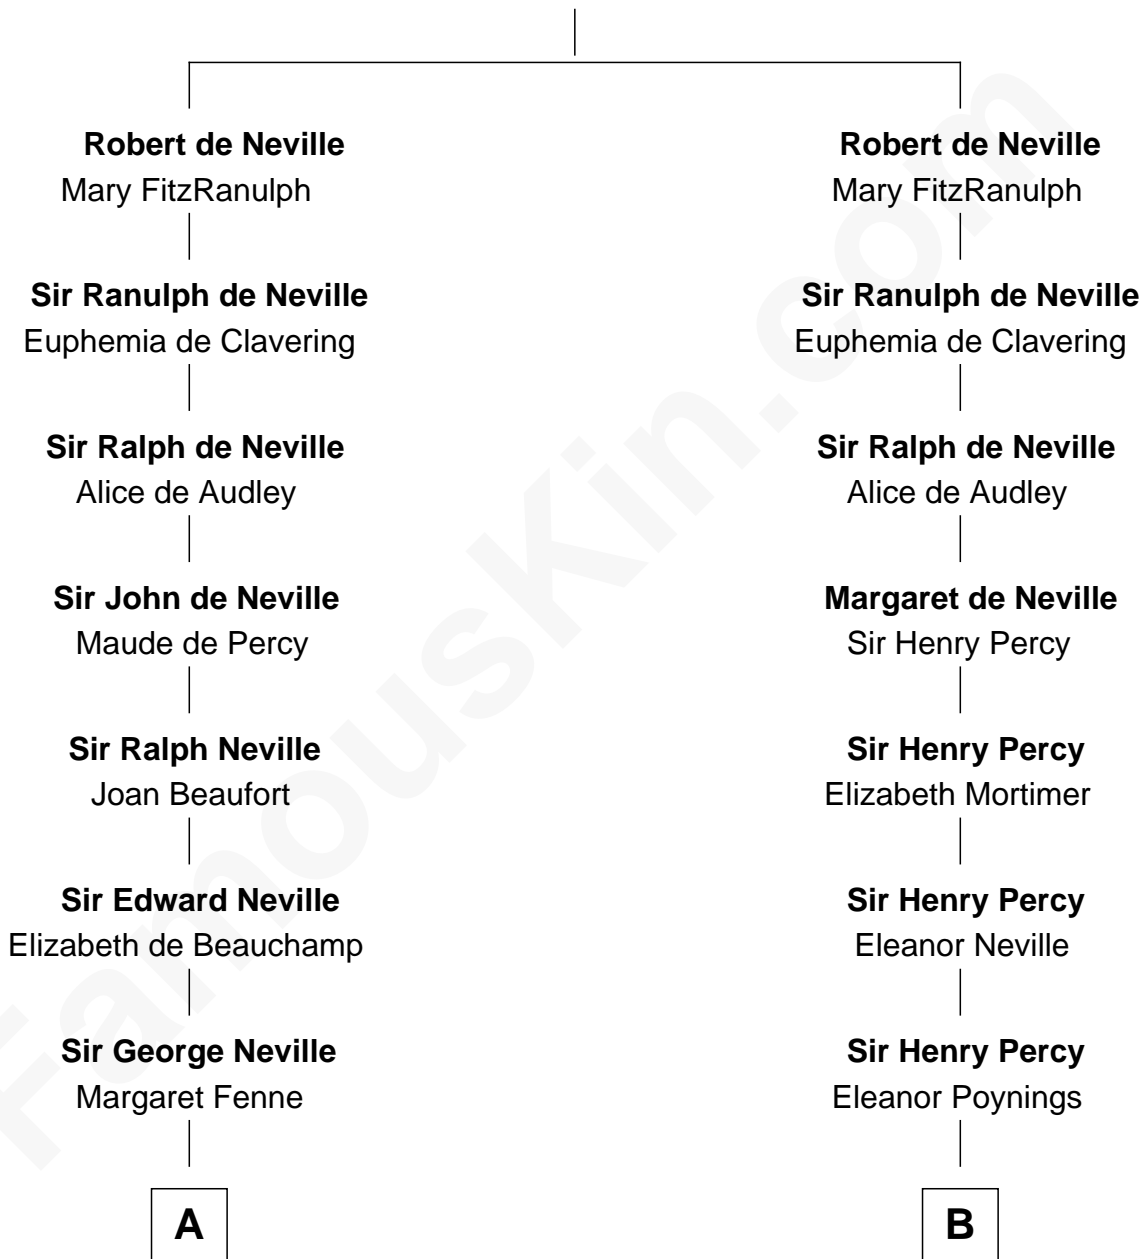 Robert de Neville
Mary FitzRanulph
Sir Ranulph de Neville
Euphemia de Clavering
Sir Ralph de Neville
Alice de Audley
Sir John de Neville
Maude de Percy
Sir Ralph Neville
Joan Beaufort
Sir Edward Neville
Elizabeth de Beauchamp
Sir George Neville
Margaret Fenne
A
Robert de Neville
Mary FitzRanulph
Sir Ranulph de Neville
Euphemia de Clavering
Sir Ralph de Neville
Alice de Audley
Margaret de Neville
Sir Henry Percy
Sir Henry Percy
Elizabeth Mortimer
Sir Henry Percy
Eleanor Neville
Sir Henry Percy
Eleanor Poynings
B
FamousKin.com